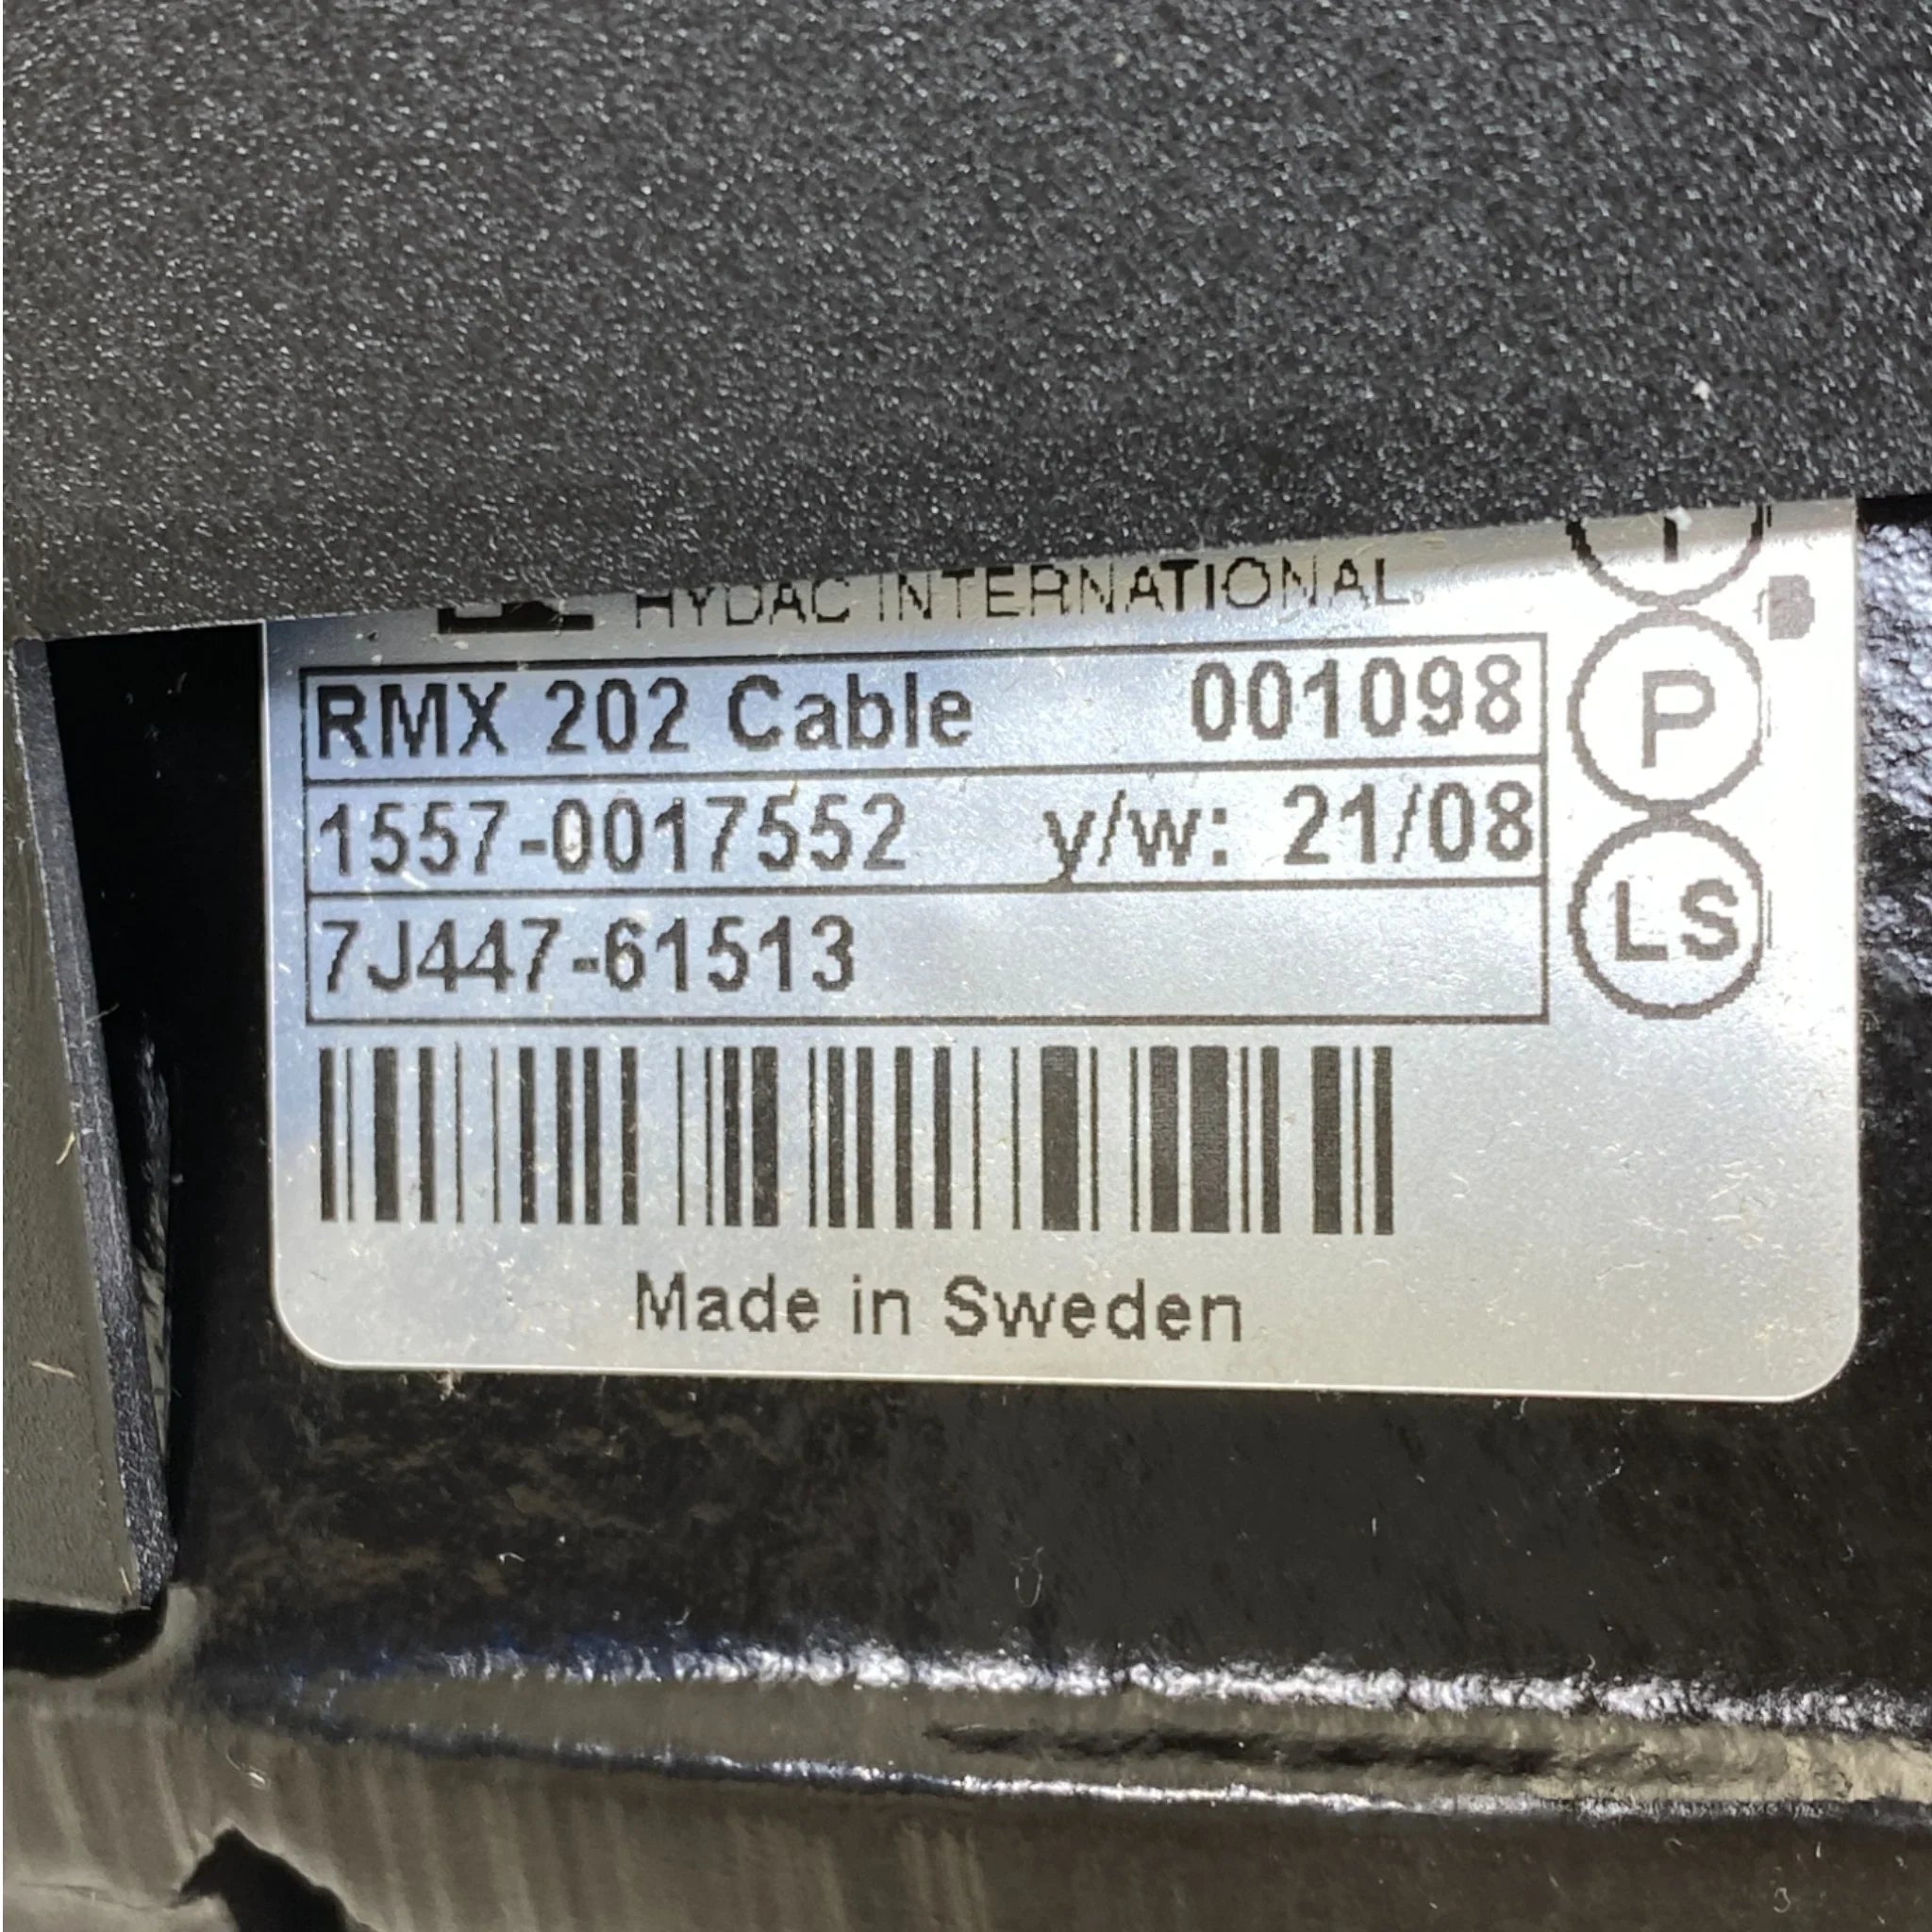 HYDAC INTERNATIONAL
RMX 202 Cable 001098
1557-0017552 y/w: 21/08
7J447-61513
P
LS
Made in Sweden